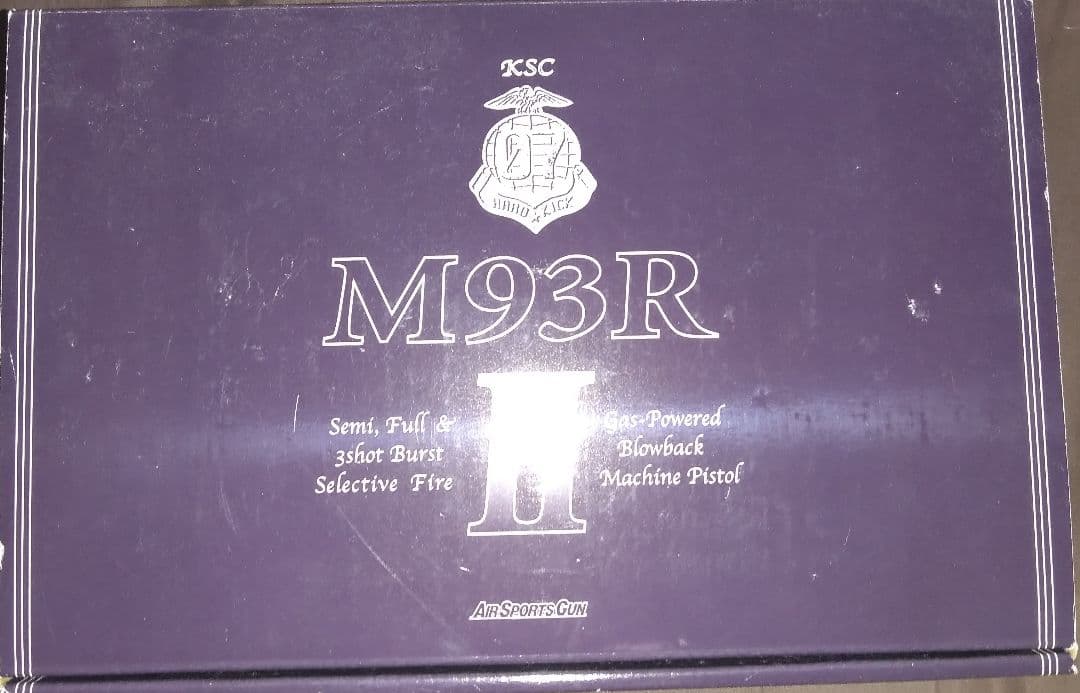 KSC
07
HARD KICK
M93R
II
Semi, Full &
3shot Burst
Selective Fire
Gas-Powered
Blowback
Machine Pistol
AIR SPORTS GUN